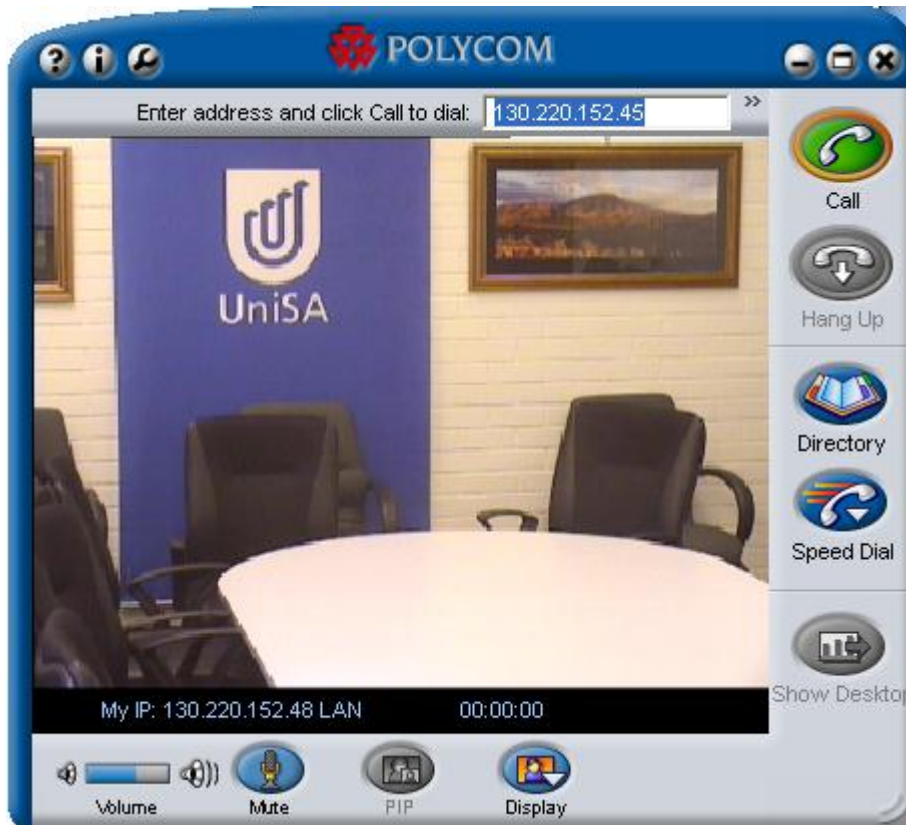 POLYCOM
Enter address and click Call to dial: 130.220.152.45 »
UniSA
Call
Hang Up
Directory
Speed Dial
Show Desktop
My IP: 130.220.152.48 LAN 00:00:00
Volume Mute PIP Display